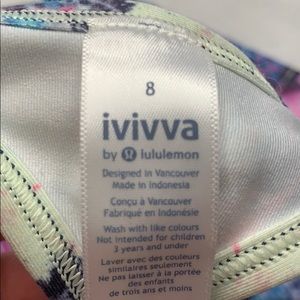 8
ivivva
by lululemon
Designed in Vancouver
Made in Indonesia
Conçu à Vancouver
Fabriqué en Indonésie
Wash with like colours
Not intended for children
3 years and under
Laver avec des couleurs
similaires seulement
Ne pas laisser à la portée
des enfants
de trois ans et moins